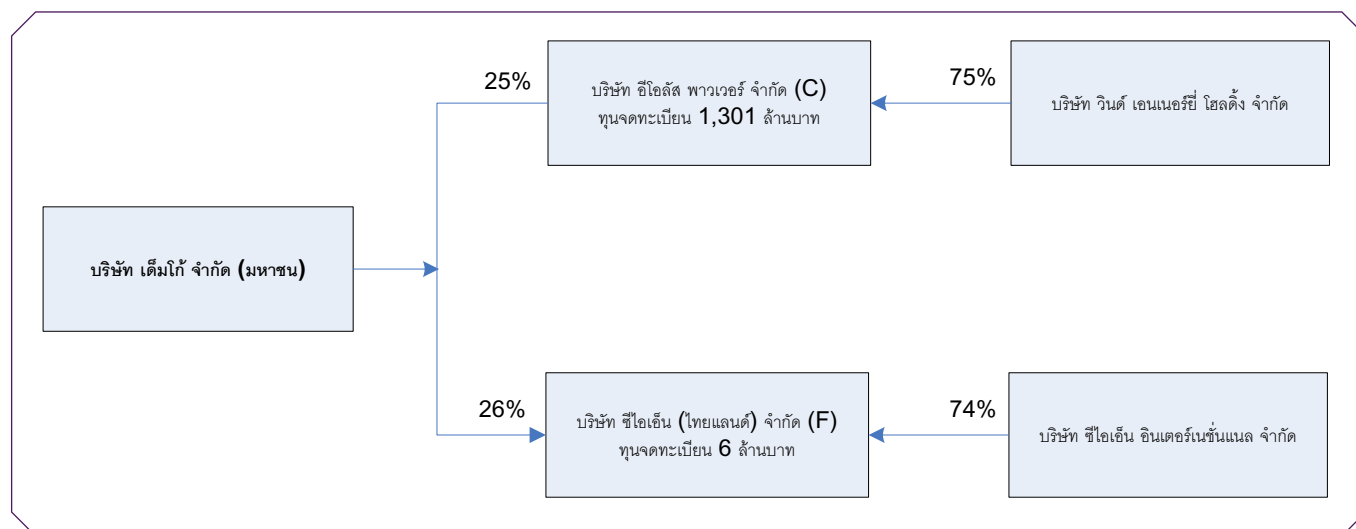 25%
บริษัท อีโอลัส พาวเวอร์ จำกัด (C)
ทุนจดทะเบียน 1,301 ล้านบาท
75%
บริษัท วินด์ เอนเนอร์ยี่ โฮลดิ้ง จำกัด
บริษัท เด็มโก้ จำกัด (มหาชน)
26%
บริษัท ซีไอเอ็น (ไทยแลนด์) จำกัด (F)
ทุนจดทะเบียน 6 ล้านบาท
74%
บริษัท ซีไอเอ็น อินเตอร์เนชั่นแนล จำกัด